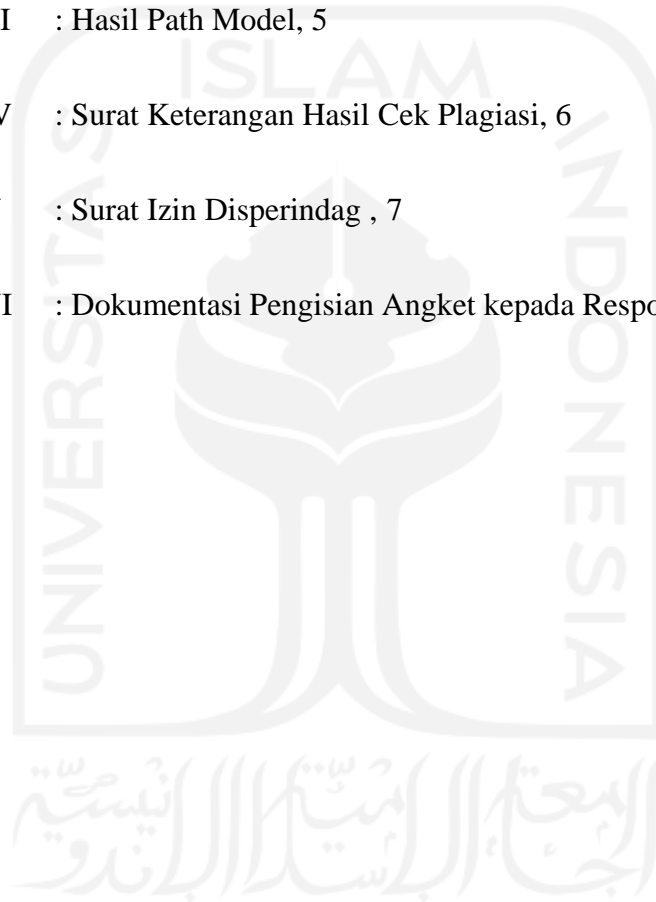 I : Hasil Path Model, 5
V : Surat Keterangan Hasil Cek Plagiasi, 6
: Surat Izin Disperindag , 7
I : Dokumentasi Pengisian Angket kepada
ISLAM
UNIVERSITAS
INDONESIA